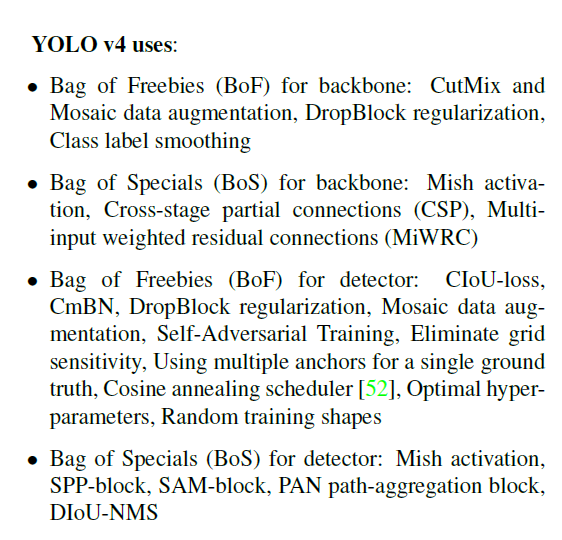 YOLO v4 uses:
• Bag of Freebies (BoF) for backbone: CutMix and
Mosaic data augmentation, DropBlock regularization,
Class label smoothing
• Bag of Specials (BoS) for backbone: Mish activa-
tion, Cross-stage partial connections (CSP), Multi-
input weighted residual connections (MiWRC)
• Bag of Freebies (BoF) for detector: CIoU-loss,
CmBN, DropBlock regularization, Mosaic data aug-
mentation, Self-Adversarial Training, Eliminate grid
sensitivity, Using multiple anchors for a single ground
truth, Cosine annealing scheduler [52], Optimal hyper-
parameters, Random training shapes
• Bag of Specials (BoS) for detector: Mish activation,
SPP-block, SAM-block, PAN path-aggregation block,
DIoU-NMS